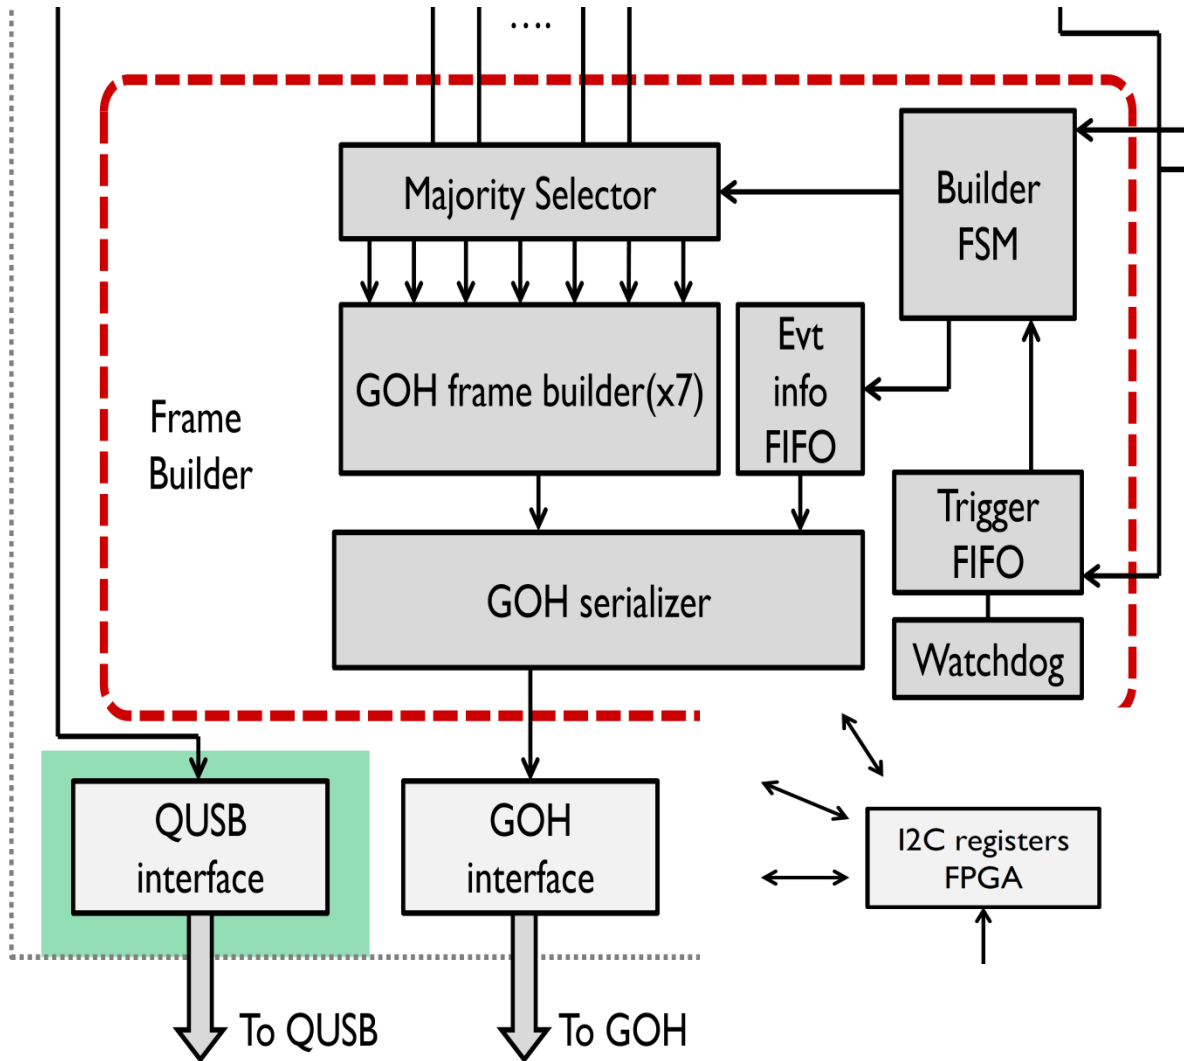 ....
Majority Selector
Builder
FSM
GOH frame builder(x7)
Evt
info
FIFO
Frame
Builder
Trigger
FIFO
GOH serializer
Watchdog
QUSB
interface
GOH
interface
I2C registers
FPGA
To QUSB
To GOH